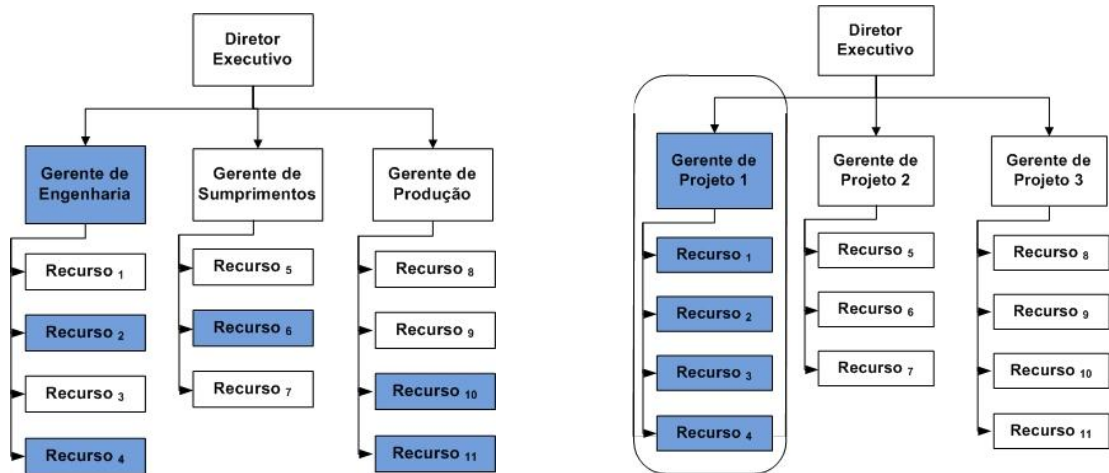 Diretor
Executivo
Gerente de
Engenharia
Gerente de
Sumprimentos
Gerente de
Produção
Recurso 1
Recurso 2
Recurso 3
Recurso 4
Recurso 5
Recurso 6
Recurso 7
Recurso 8
Recurso 9
Recurso 10
Recurso 11
Diretor
Executivo
Gerente de
Projeto 1
Gerente de
Projeto 2
Gerente de
Projeto 3
Recurso 1
Recurso 2
Recurso 3
Recurso 4
Recurso 5
Recurso 6
Recurso 7
Recurso 8
Recurso 9
Recurso 10
Recurso 11